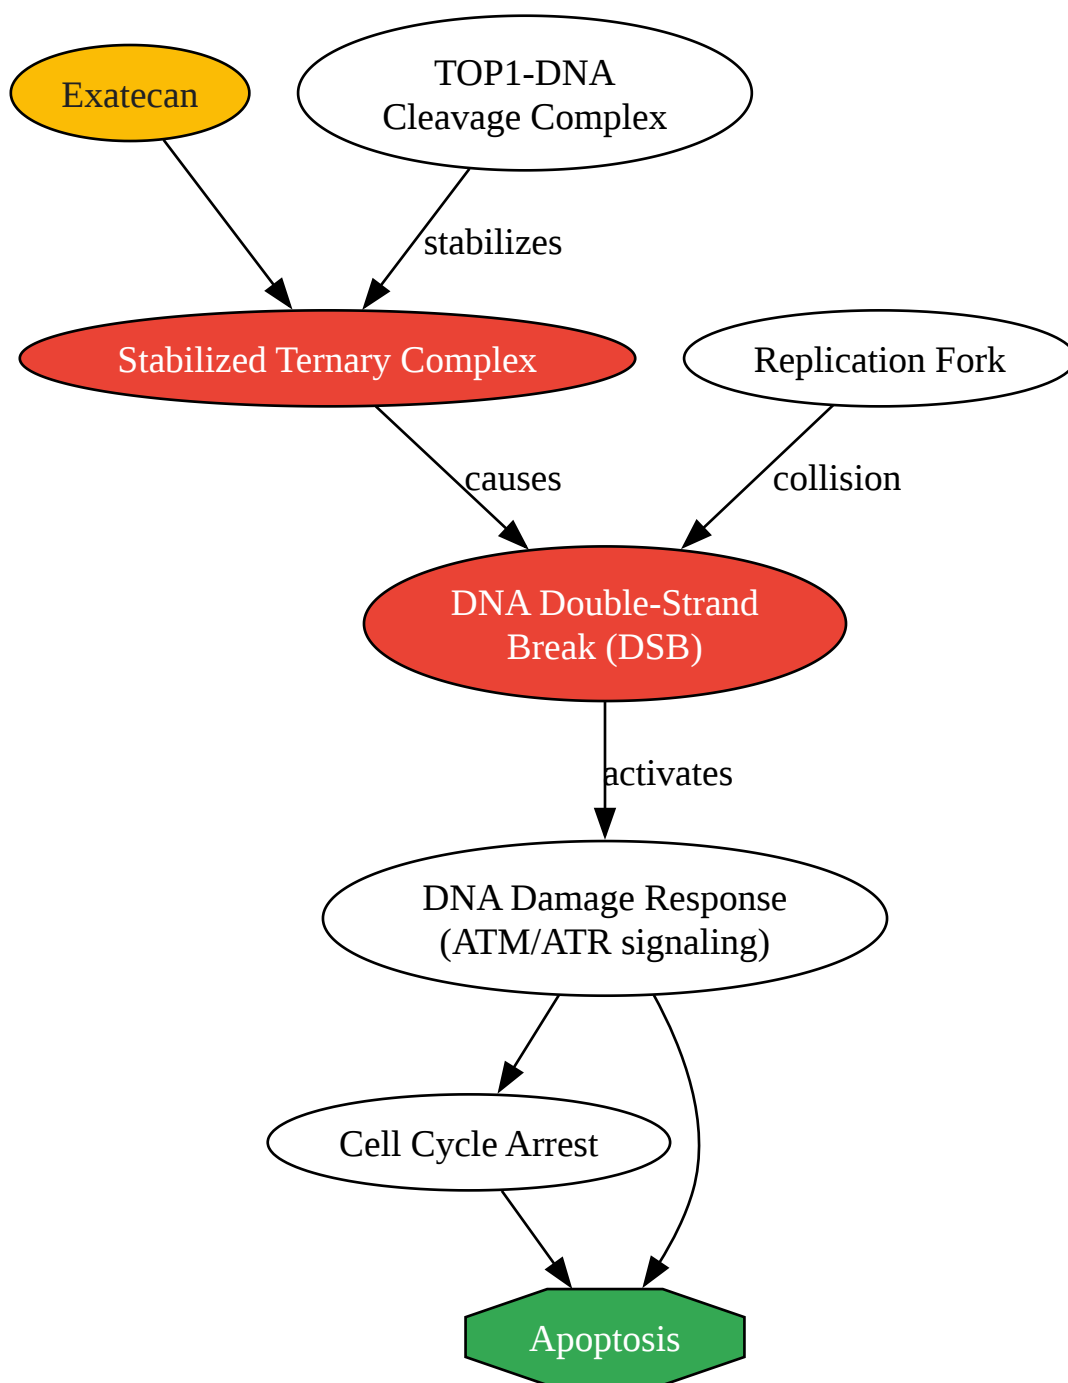 Exatecan
TOP1-DNA
Cleavage Complex
stabilizes
Stabilized Ternary Complex
Replication Fork
causes
collision
DNA Double-Strand
Break (DSB)
activates
DNA Damage Response
(ATM/ATR signaling)
Cell Cycle Arrest
Apoptosis